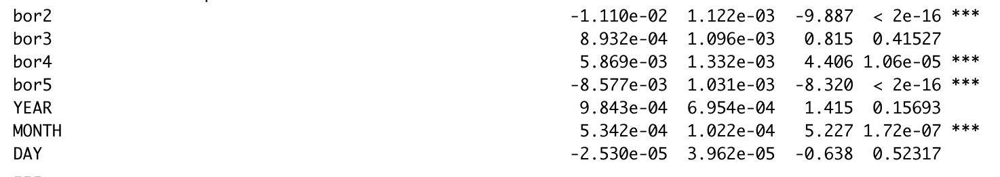 bor2 -1.110e-02 1.122e-03 -9.887 < 2e-16 ***
bor3 8.932e-04 1.096e-03 0.815 0.41527
bor4 5.869e-03 1.332e-03 4.406 1.06e-05 ***
bor5 -8.577e-03 1.031e-03 -8.320 < 2e-16 ***
YEAR 9.843e-04 6.954e-04 1.415 0.15693
MONTH 5.342e-04 1.022e-04 5.227 1.72e-07 ***
DAY -2.530e-05 3.962e-05 -0.638 0.52317